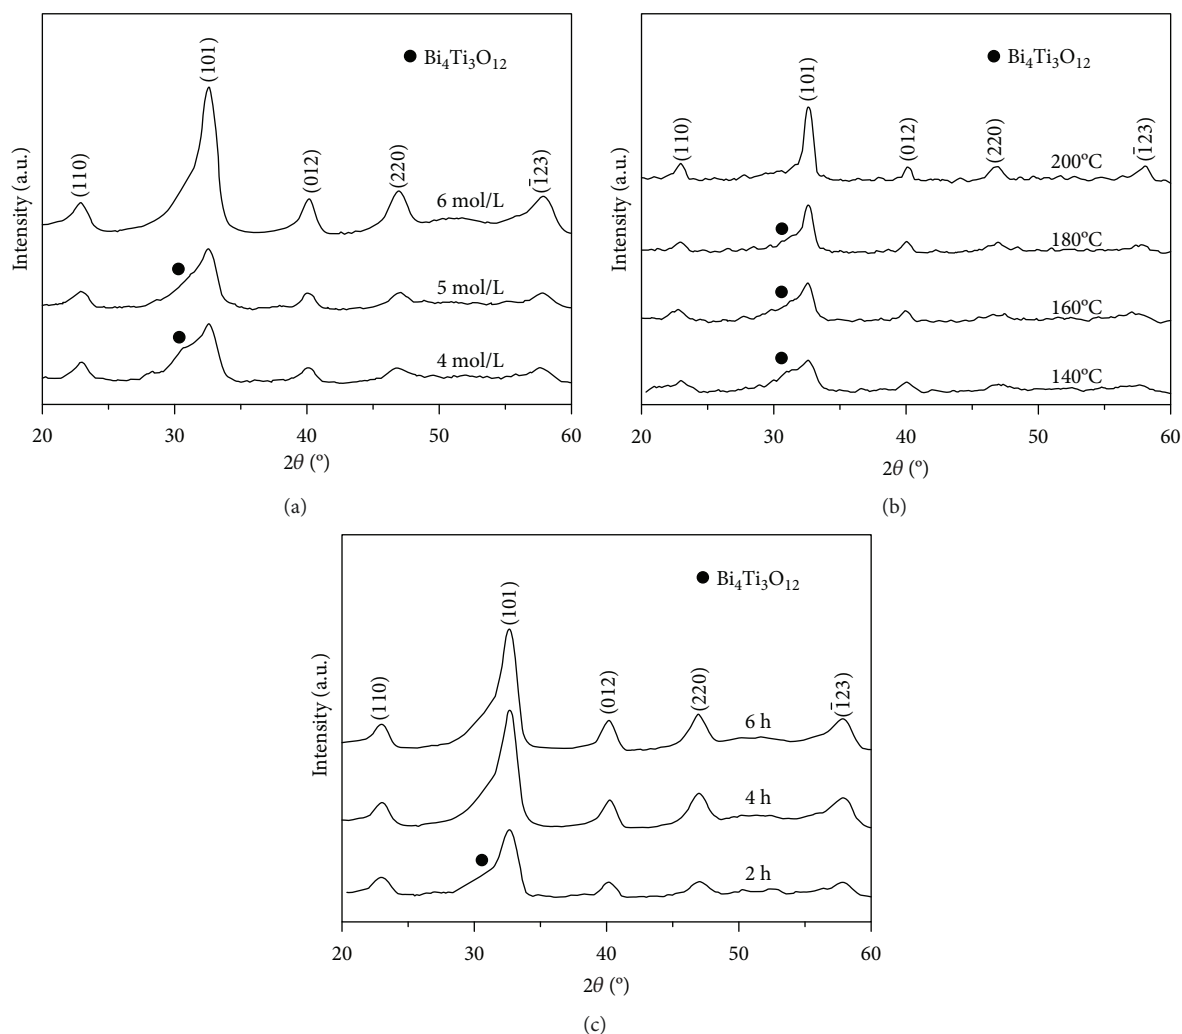 Intensity (a.u.)
● Bi₄Ti₃O₁₂
(110)
(101)
(012)
(220)
(1̄23)
6 mol/L
5 mol/L
4 mol/L
20 30 40 50 60
2θ (°)
(a)
Intensity (a.u.)
● Bi₄Ti₃O₁₂
(110)
(101)
(012)
(220)
(1̄23)
200°C
180°C
160°C
140°C
20 30 40 50 60
2θ (°)
(b)
Intensity (a.u.)
● Bi₄Ti₃O₁₂
(110)
(101)
(012)
(220)
(1̄23)
6 h
4 h
2 h
20 30 40 50 60
2θ (°)
(c)